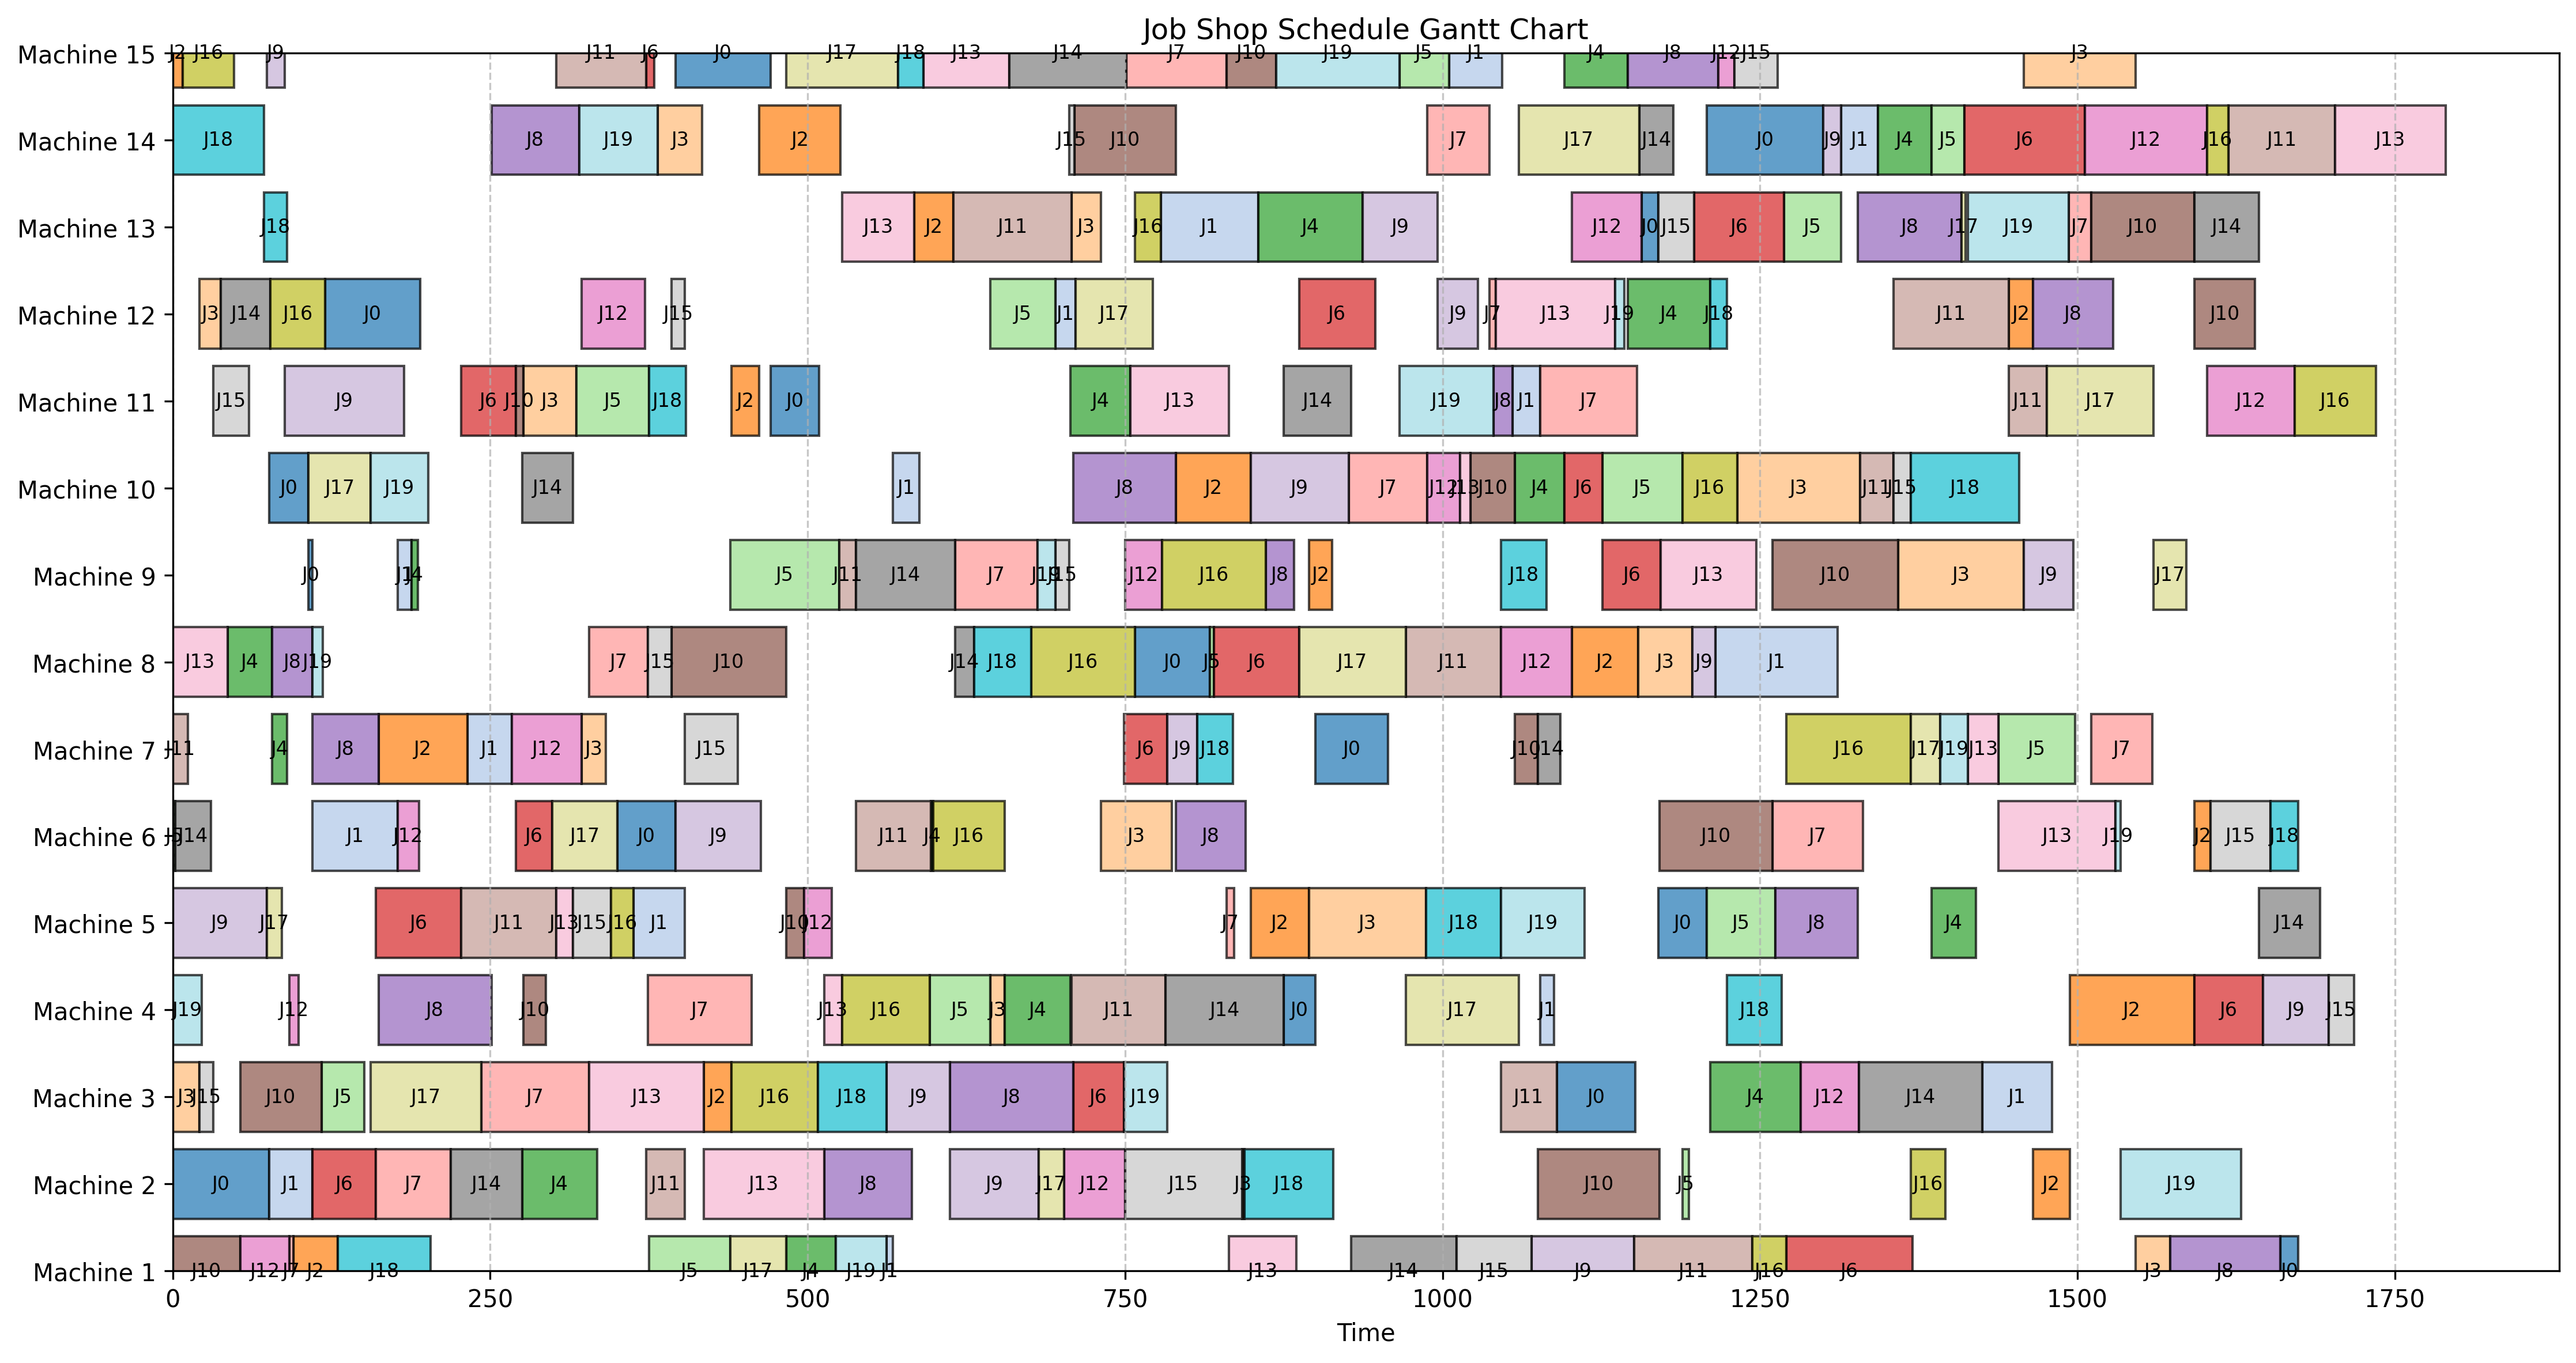 Job Shop Schedule Gantt Chart
Machine 15 J2 J16 J9 J11 J6 J0 J17 J18 J13 J14 J7 J10 J19 J5 J1 J4 J8 J12 J15 J3
Machine 14 J18 J8 J19 J3 J2 J15 J10 J7 J17 J14 J0 J9 J1 J4 J5 J6 J12 J16 J11 J13
Machine 13 J18 J13 J2 J11 J3 J16 J1 J4 J9 J12 J0 J15 J6 J5 J8 J17 J19 J7 J10 J14
Machine 12 J3 J14 J16 J0 J12 J15 J5 J1 J17 J6 J9 J7 J13 J19 J4 J18 J11 J2 J8 J10
Machine 11 J15 J9 J6 J10 J3 J5 J18 J2 J0 J4 J13 J14 J19 J8 J1 J7 J11 J17 J12 J16
Machine 10 J0 J17 J19 J14 J1 J8 J2 J9 J7 J12 J13 J10 J4 J6 J5 J16 J3 J11 J15 J18
Machine 9 J0 J1 J4 J5 J11 J14 J7 J19 J15 J12 J16 J8 J2 J18 J6 J13 J10 J3 J9 J17
Machine 8 J13 J4 J8 J19 J7 J15 J10 J14 J18 J16 J0 J5 J6 J17 J11 J12 J2 J3 J9 J1
Machine 7 J11 J4 J8 J2 J1 J12 J3 J15 J6 J9 J18 J0 J10 J14 J16 J17 J19 J13 J5 J7
Machine 6 J5 J14 J1 J12 J6 J17 J0 J9 J11 J4 J16 J3 J8 J10 J7 J13 J19 J2 J15 J18
Machine 5 J9 J17 J6 J11 J13 J15 J16 J1 J10 J12 J7 J2 J3 J18 J19 J0 J5 J8 J4 J14
Machine 4 J19 J12 J8 J10 J7 J13 J16 J5 J3 J4 J11 J14 J0 J17 J1 J18 J2 J6 J9 J15
Machine 3 J3 J15 J10 J5 J17 J7 J13 J2 J16 J18 J9 J8 J6 J19 J11 J0 J4 J12 J14 J1
Machine 2 J0 J1 J6 J7 J14 J4 J11 J13 J8 J9 J17 J12 J15 J3 J18 J10 J5 J16 J2 J19
Machine 1 J10 J12 J7 J2 J18 J5 J17 J4 J19 J1 J13 J14 J15 J9 J11 J16 J6 J3 J8 J0
0 250 500 750 1000 1250 1500 1750
Time